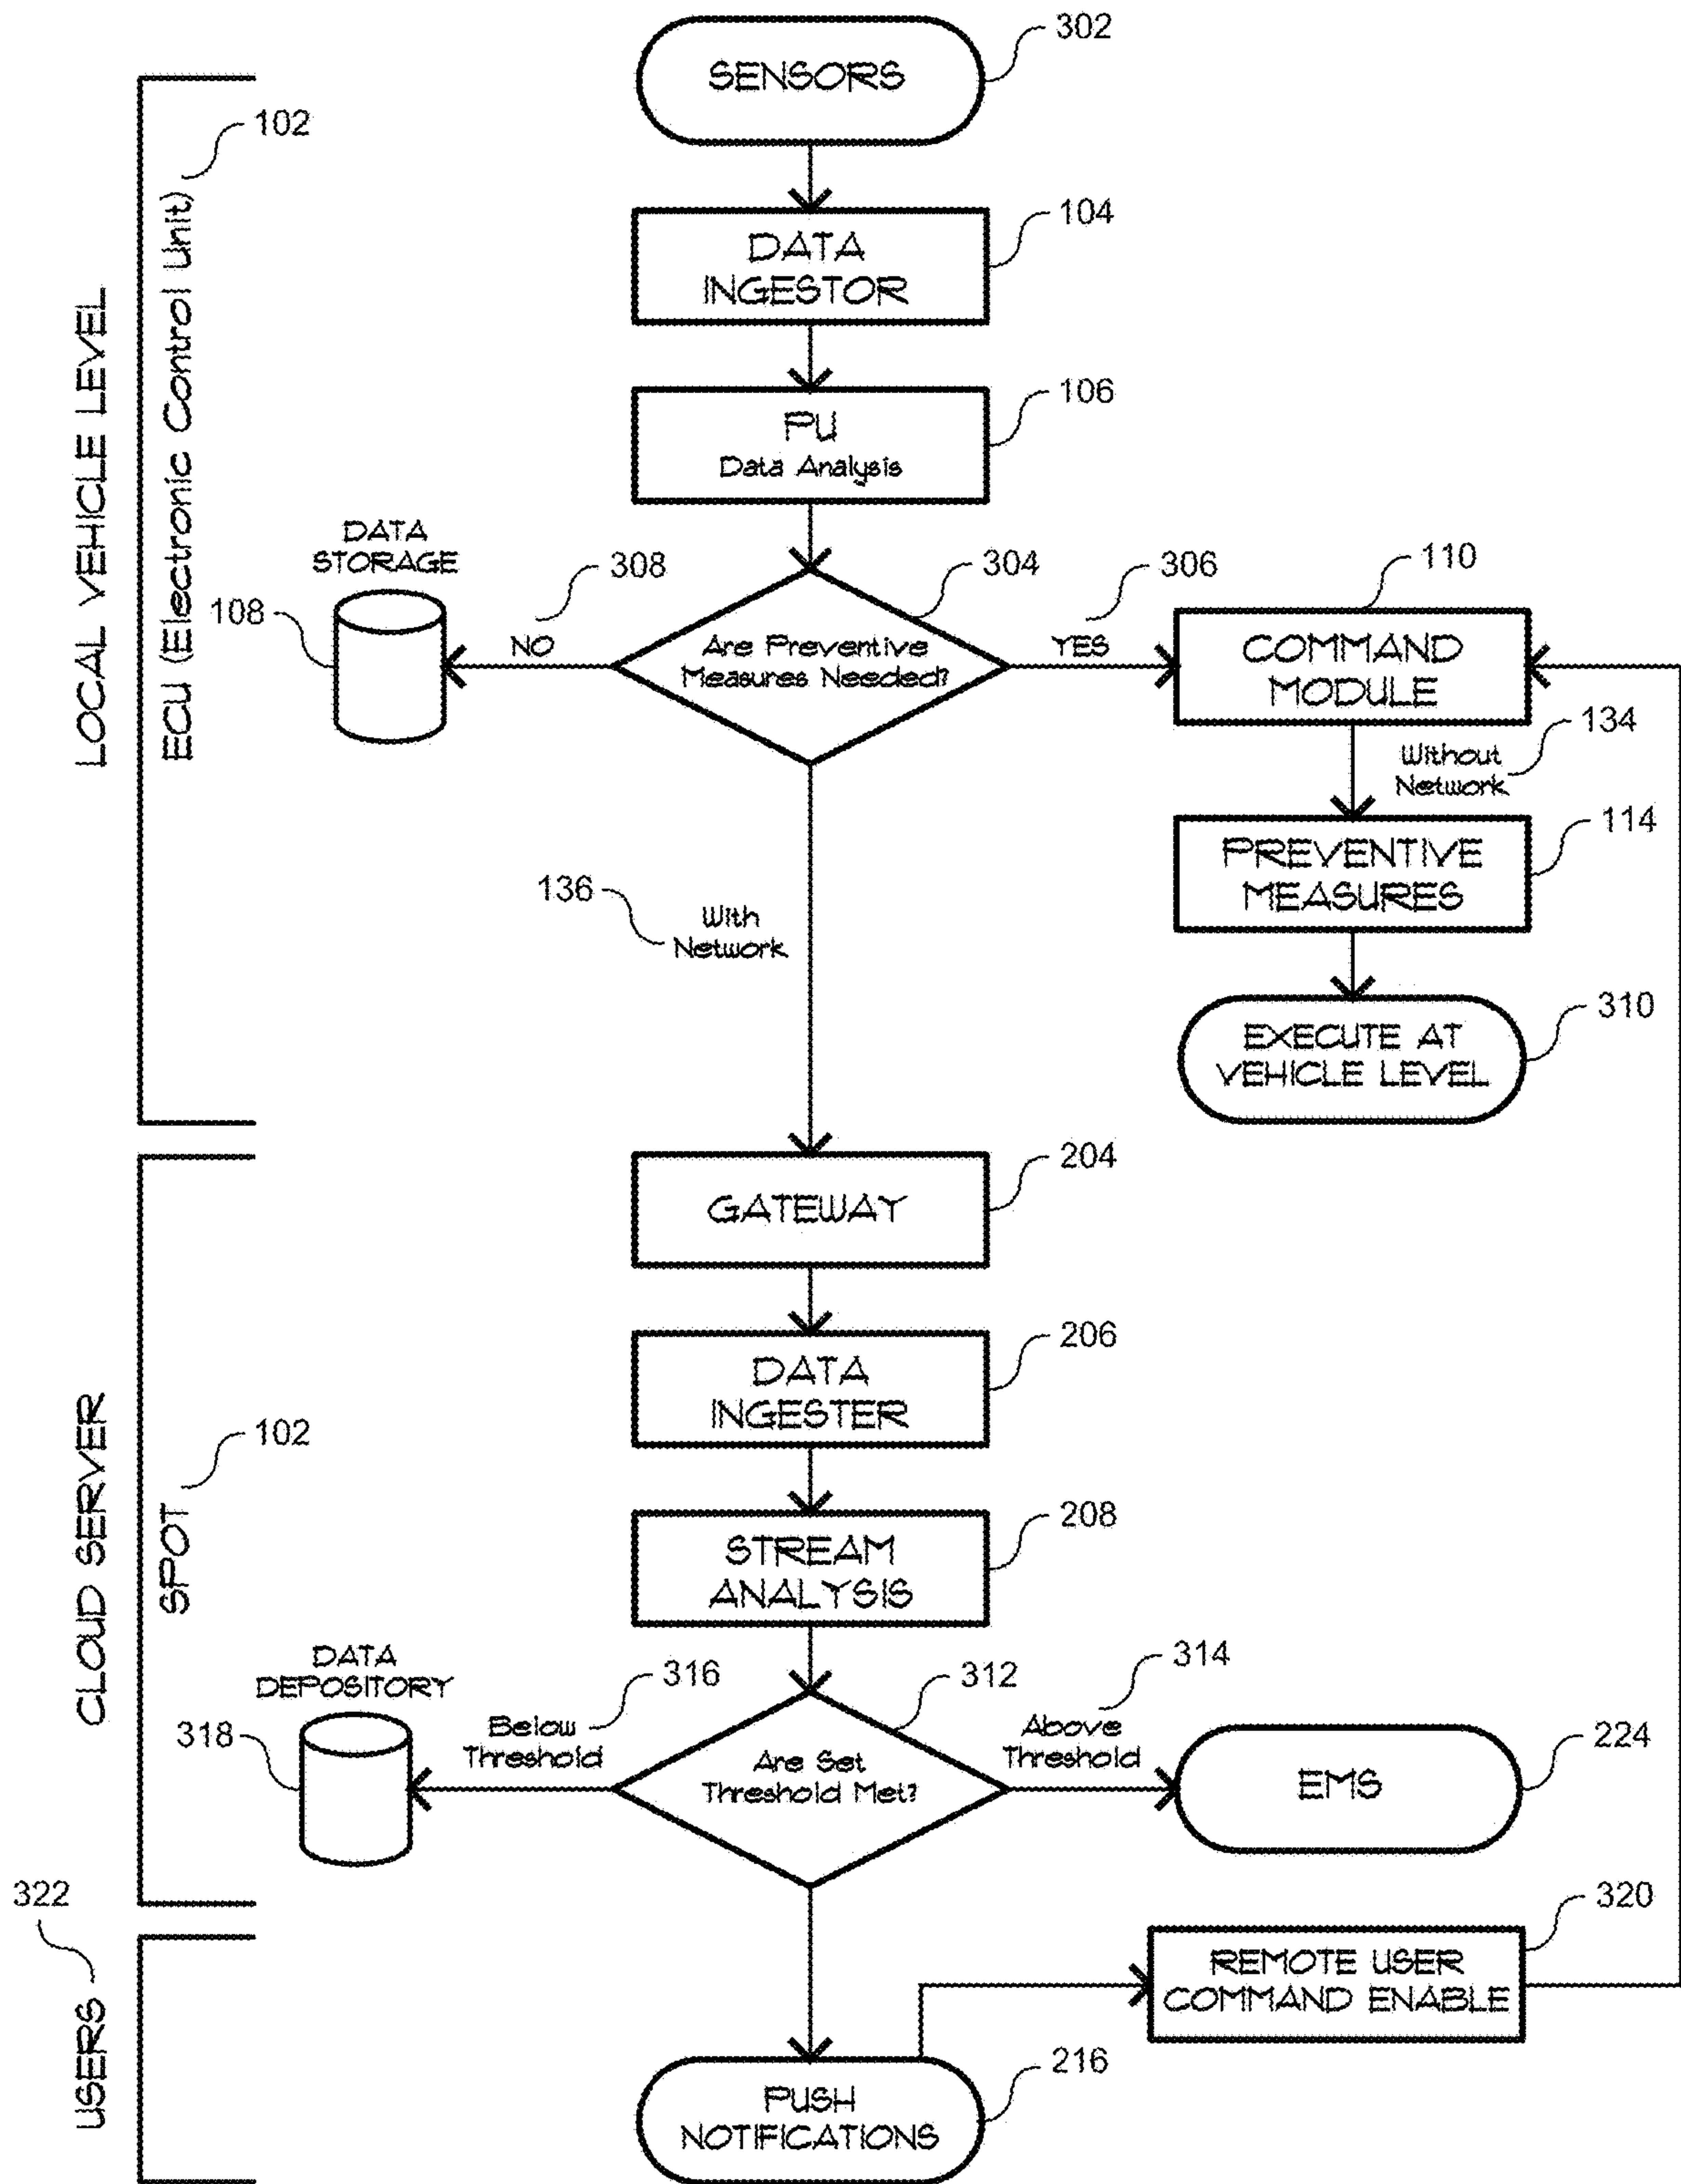 302
SENSORS
102
104
DATA
INGESTOR
106
PU
Data Analysis
LOCAL VEHICLE LEVEL
ECU (Electronic Control Unit)
DATA
STORAGE
108
308
NO
304
Are Preventive
Measures Needed?
306
YES
110
COMMAND
MODULE
134
Without
Network
114
PREVENTIVE
MEASURES
136
With
Network
310
EXECUTE AT
VEHICLE LEVEL
204
GATEWAY
206
DATA
INGESTER
CLOUD SERVER
SPOT
102
208
STREAM
ANALYSIS
DATA
DEPOSITORY
318
316
Below
Threshold
312
Are Set
Threshold Met?
314
Above
Threshold
224
EMS
322
USERS
320
REMOTE USER
COMMAND ENABLE
216
PUSH
NOTIFICATIONS